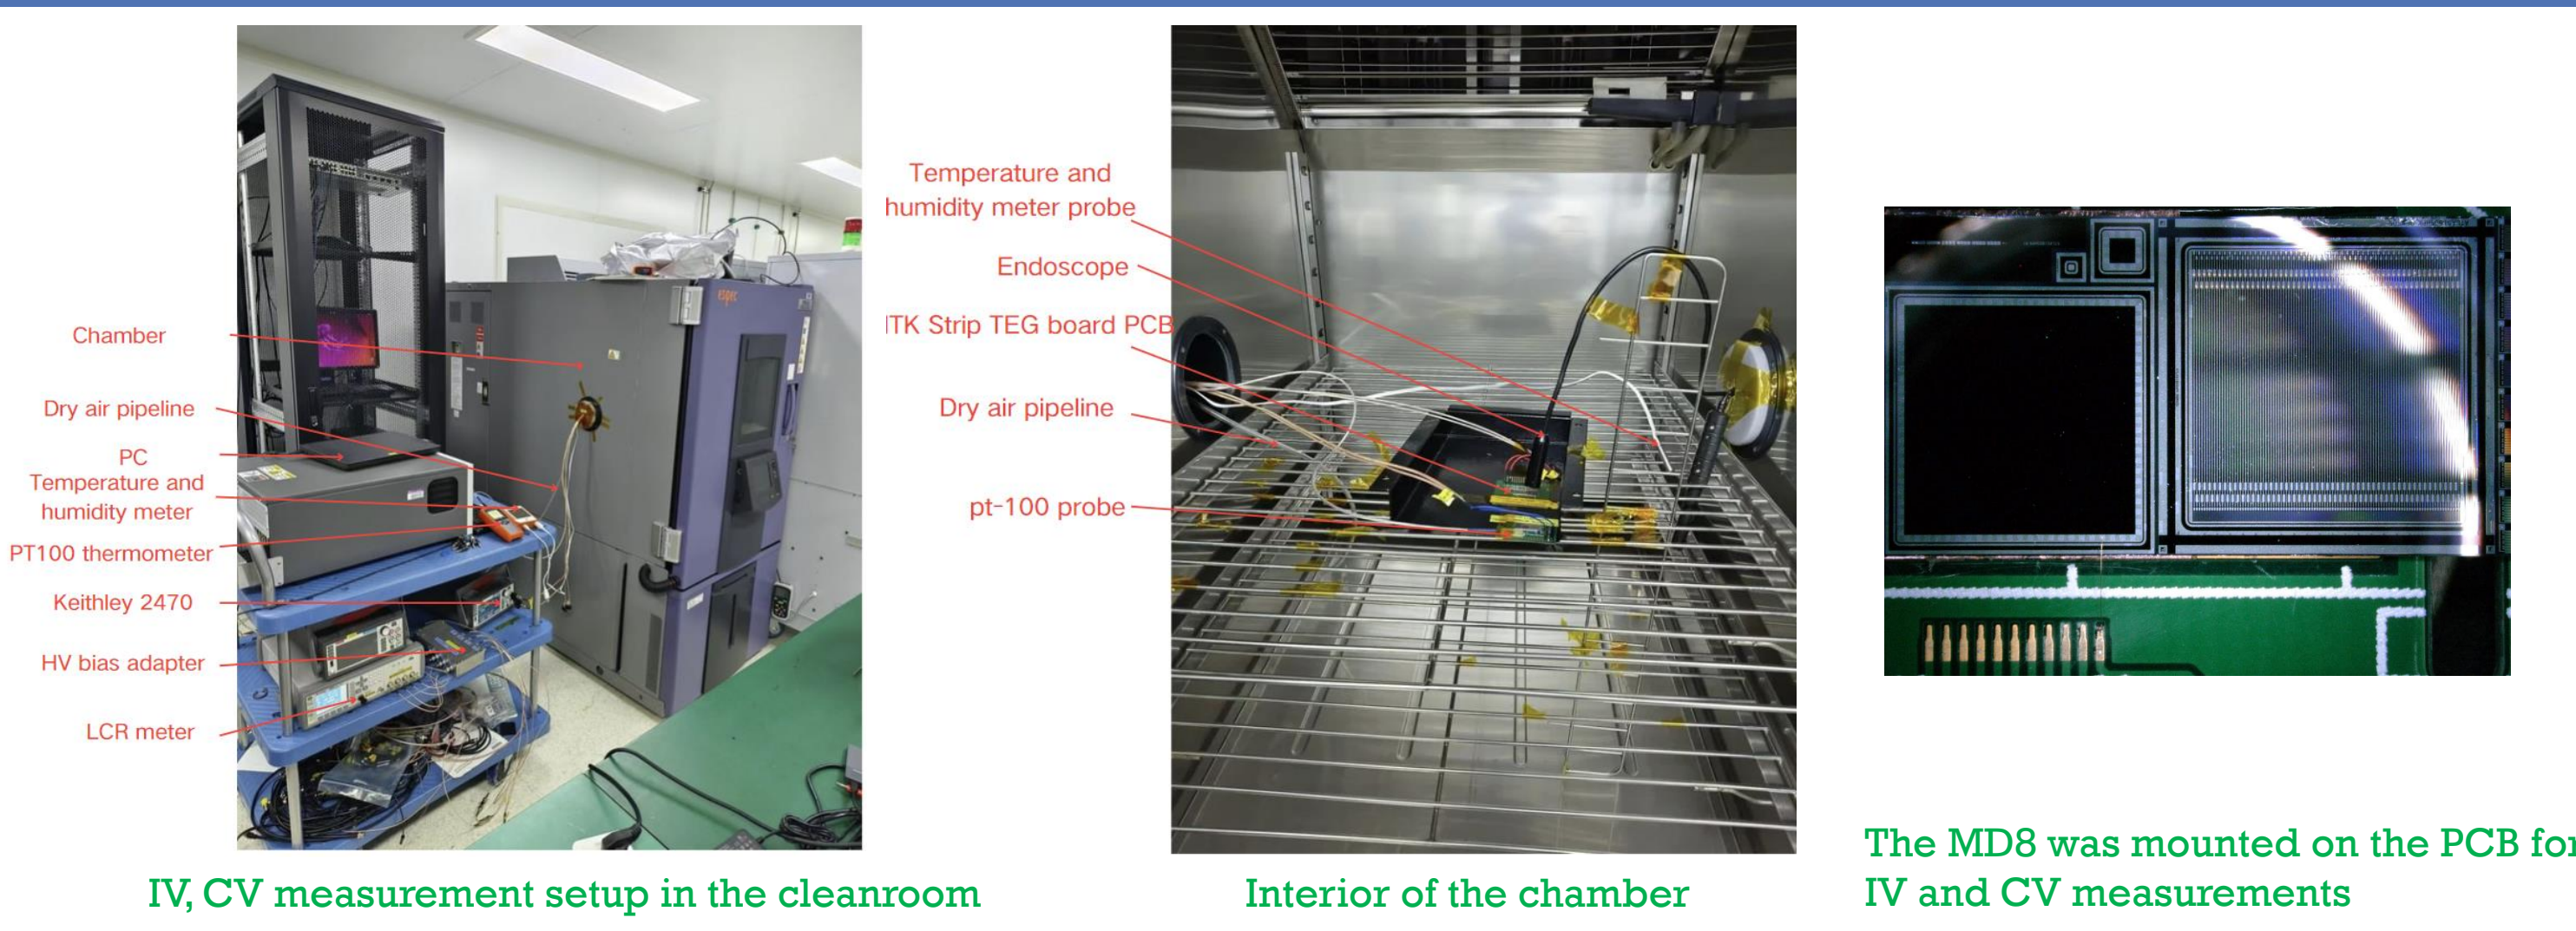 Chamber
Dry air pipeline
PC
Temperature and
humidity meter
PT100 thermometer
Keithley 2470
HV bias adapter
LCR meter
espec
IV, CV measurement setup in the cleanroom
Temperature and
humidity meter probe
Endoscope
ITK Strip TEG board PCB
Dry air pipeline
pt-100 probe
Interior of the chamber
The MD8 was mounted on the PCB for
IV and CV measurements